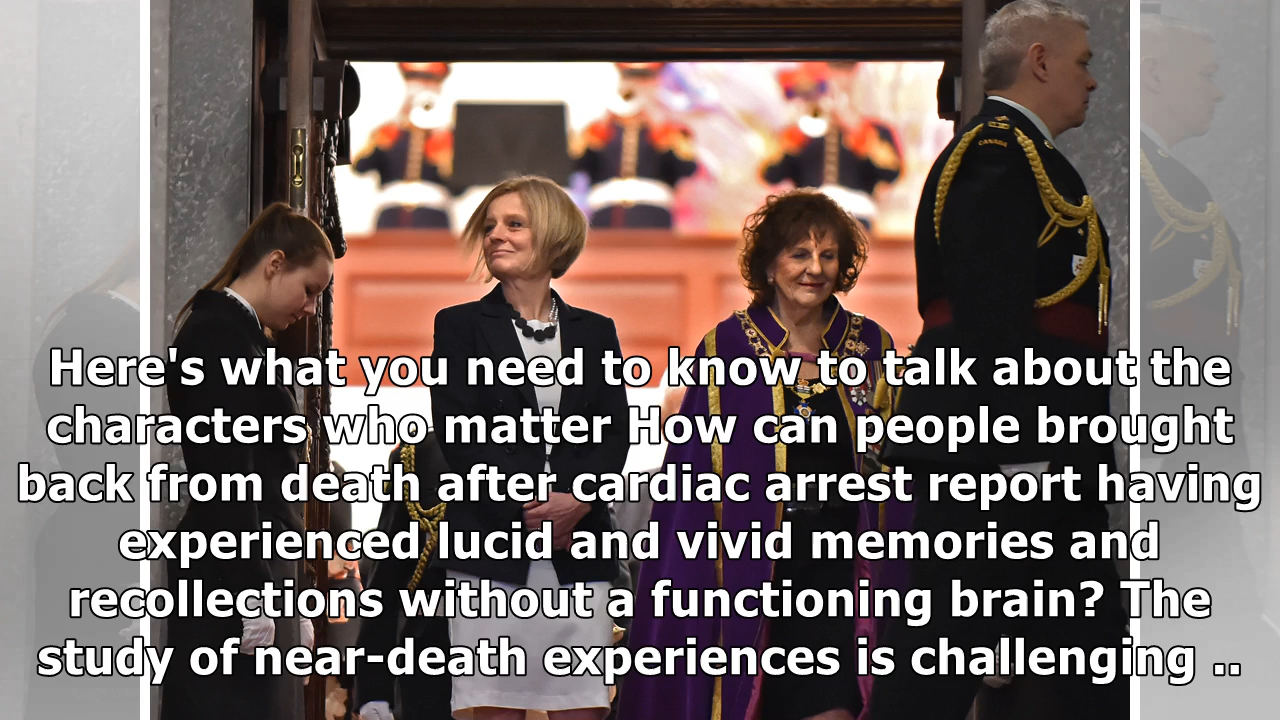 CANADA
Here's what you need to know to talk about the
characters who matter How can people brought
back from death after cardiac arrest report having
experienced lucid and vivid memories and
recollections without a functioning brain? The
study of near-death experiences is challenging ..